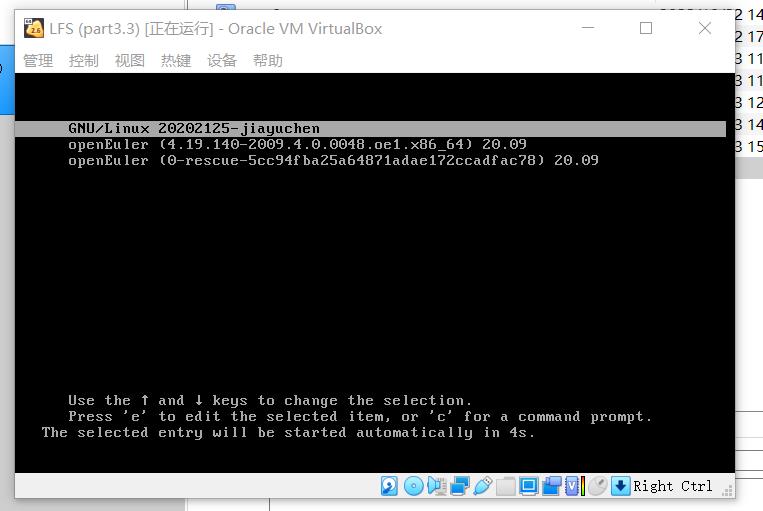 LFS (part3.3) [正在运行] - Oracle VM VirtualBox
管理 控制 视图 热键 设备 帮助
GNU/Linux 20202125-jiayuchen
openEuler (4.19.140-2009.4.0.0048.oe1.x86_64) 20.09
openEuler (0-rescue-5cc94fba25a64871adae172ccadfac78) 20.09
Use the ↑ and ↓ keys to change the selection.
Press 'e' to edit the selected item, or 'c' for a command prompt.
The selected entry will be started automatically in 4s.
Right Ctrl